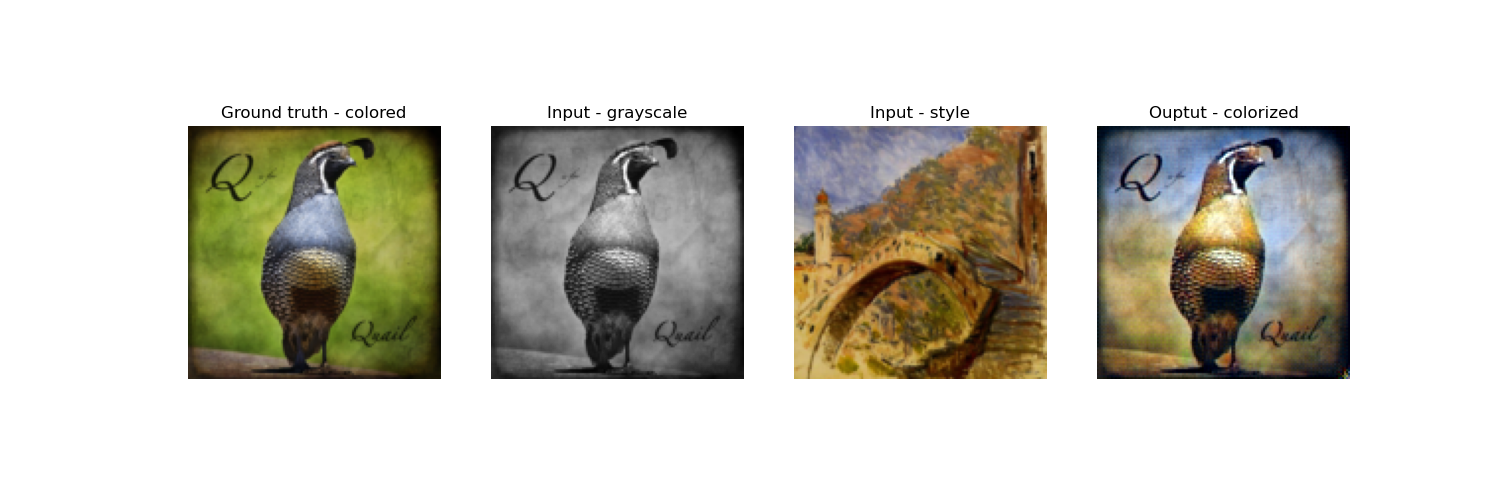 Ground truth - colored
Input - grayscale
Input - style
Ouptut - colorized
Q
Quail
Q
Quail
Q
Quail